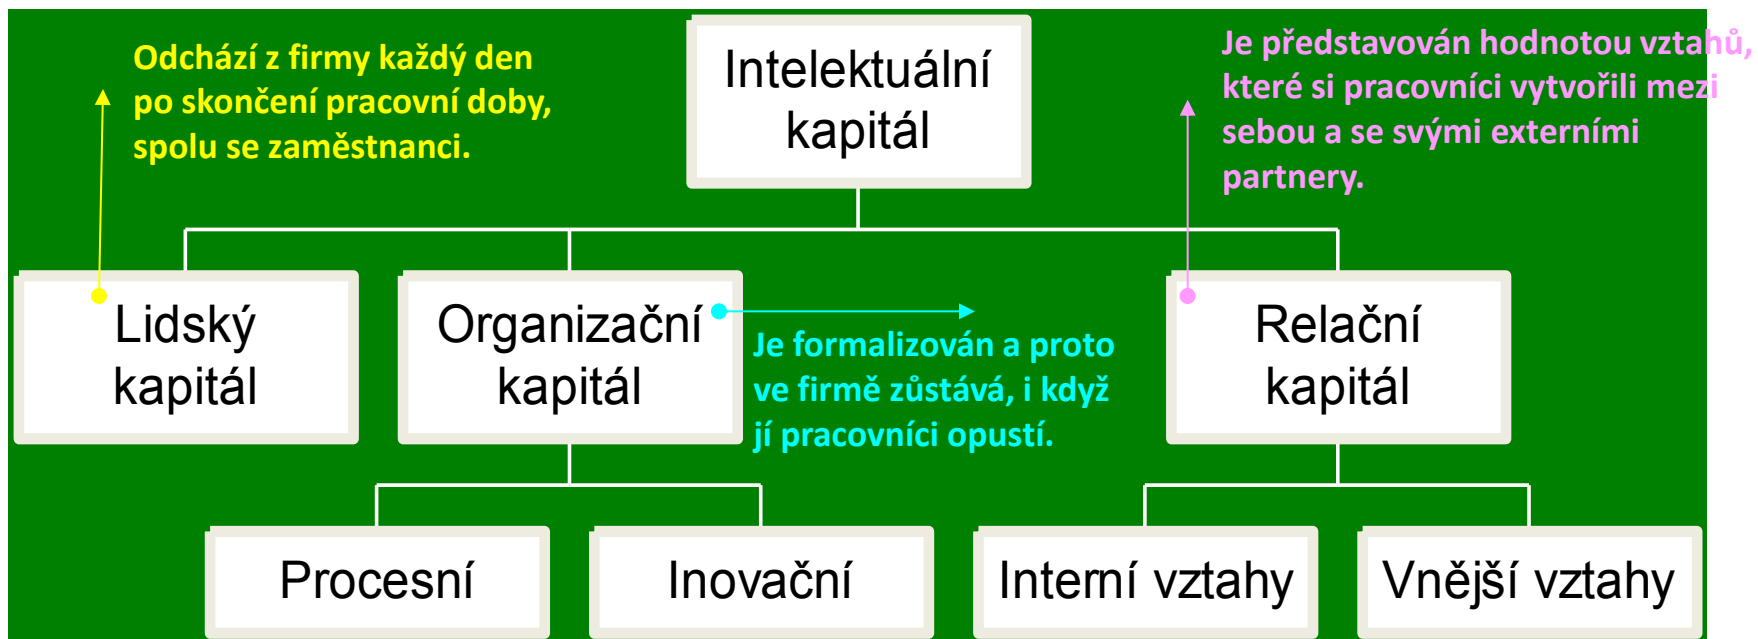 Odchází z firmy každý den
po skončení pracovní doby,
spolu se zaměstnanci.
Intelektuální
kapitál
Je představován hodnotou vztahů,
které si pracovníci vytvořili mezi
sebou a se svými externími
partnery.
Lidský
kapitál
Organizační
kapitál
Je formalizován a proto
ve firmě zůstává, i když
jí pracovníci opustí.
Relační
kapitál
Procesní
Inovační
Interní vztahy
Vnější vztahy